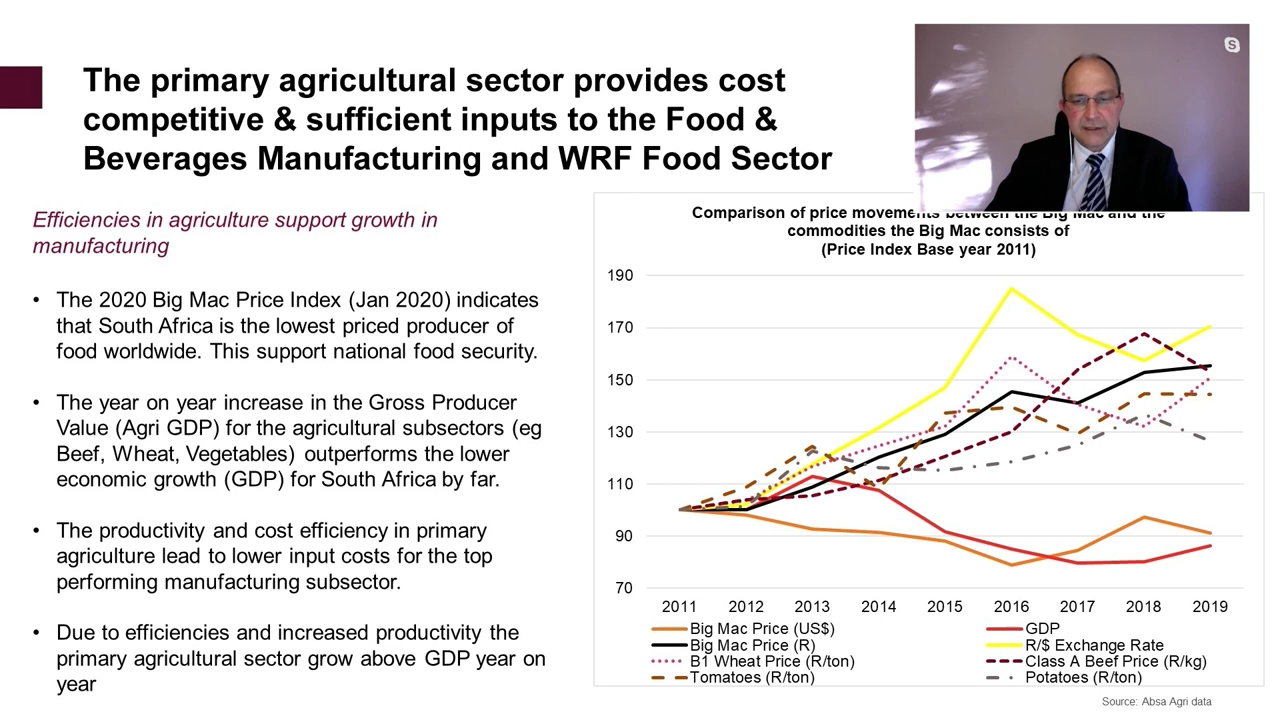 The primary agricultural sector provides cost
competitive & sufficient inputs to the Food &
Beverages Manufacturing and WRF Food Sector
Efficiencies in agriculture support growth in
manufacturing
• The 2020 Big Mac Price Index (Jan 2020) indicates
that South Africa is the lowest priced producer of
food worldwide. This support national food security.
• The year on year increase in the Gross Producer
Value (Agri GDP) for the agricultural subsectors (eg
Beef, Wheat, Vegetables) outperforms the lower
economic growth (GDP) for South Africa by far.
• The productivity and cost efficiency in primary
agriculture lead to lower input costs for the top
performing manufacturing subsector.
• Due to efficiencies and increased productivity the
primary agricultural sector grow above GDP year on
year
S
Comparison of price movements between the Big Mac and the
commodities the Big Mac consists of
(Price Index Base year 2011)
190
170
150
130
110
90
70
2011 2012 2013 2014 2015 2016 2017 2018 2019
Big Mac Price (US$) GDP
Big Mac Price (R) R/$ Exchange Rate
B1 Wheat Price (R/ton) Class A Beef Price (R/kg)
Tomatoes (R/ton) Potatoes (R/ton)
Source: Absa Agri data